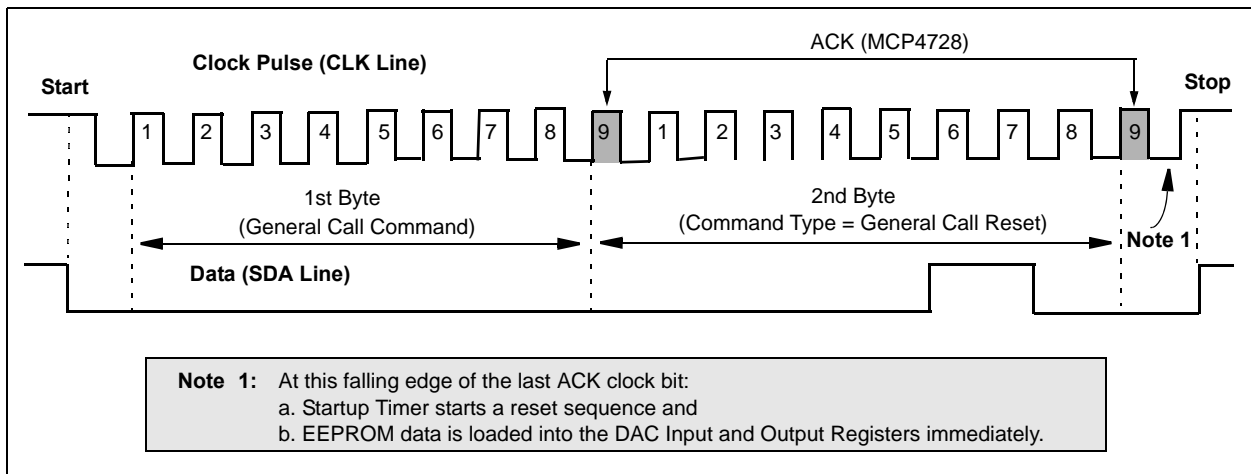 ACK (MCP4728)
Clock Pulse (CLK Line)
Start
Stop
1 2 3 4 5 6 7 8 9 1 2 3 4 5 6 7 8 9
1st Byte
(General Call Command)
2nd Byte
(Command Type = General Call Reset)
Note 1
Data (SDA Line)
Note 1: At this falling edge of the last ACK clock bit:
a. Startup Timer starts a reset sequence and
b. EEPROM data is loaded into the DAC Input and Output Registers immediately.